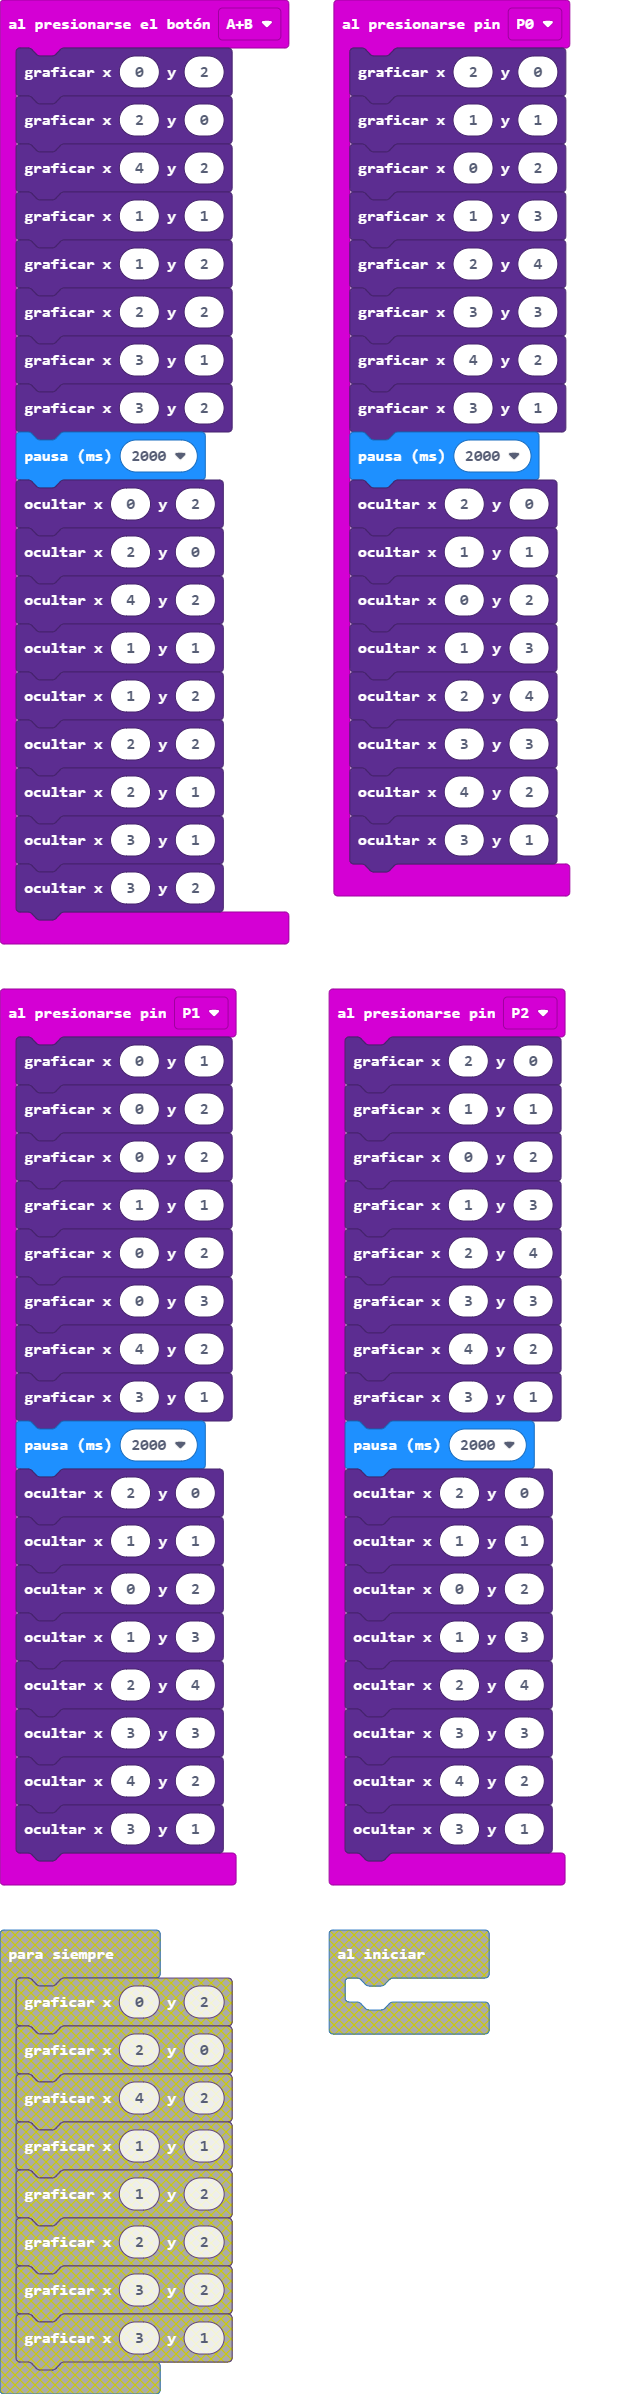 al presionarse el botón A+B
graficar x 0 y 2
graficar x 2 y 0
graficar x 4 y 2
graficar x 1 y 1
graficar x 1 y 2
graficar x 2 y 2
graficar x 3 y 1
graficar x 3 y 2
pausa (ms) 2000
ocultar x 0 y 2
ocultar x 2 y 0
ocultar x 4 y 2
ocultar x 1 y 1
ocultar x 1 y 2
ocultar x 2 y 2
ocultar x 2 y 1
ocultar x 3 y 1
ocultar x 3 y 2
al presionarse pin P0
graficar x 2 y 0
graficar x 1 y 1
graficar x 0 y 2
graficar x 1 y 3
graficar x 2 y 4
graficar x 3 y 3
graficar x 4 y 2
graficar x 3 y 1
pausa (ms) 2000
ocultar x 2 y 0
ocultar x 1 y 1
ocultar x 0 y 2
ocultar x 1 y 3
ocultar x 2 y 4
ocultar x 3 y 3
ocultar x 4 y 2
ocultar x 3 y 1
al presionarse pin P1
graficar x 0 y 1
graficar x 0 y 2
graficar x 0 y 2
graficar x 1 y 1
graficar x 0 y 2
graficar x 0 y 3
graficar x 4 y 2
graficar x 3 y 1
pausa (ms) 2000
ocultar x 2 y 0
ocultar x 1 y 1
ocultar x 0 y 2
ocultar x 1 y 3
ocultar x 2 y 4
ocultar x 3 y 3
ocultar x 4 y 2
ocultar x 3 y 1
al presionarse pin P2
graficar x 2 y 0
graficar x 1 y 1
graficar x 0 y 2
graficar x 1 y 3
graficar x 2 y 4
graficar x 3 y 3
graficar x 4 y 2
graficar x 3 y 1
pausa (ms) 2000
ocultar x 2 y 0
ocultar x 1 y 1
ocultar x 0 y 2
ocultar x 1 y 3
ocultar x 2 y 4
ocultar x 3 y 3
ocultar x 4 y 2
ocultar x 3 y 1
para siempre
graficar x 0 y 2
graficar x 2 y 0
graficar x 4 y 2
graficar x 1 y 1
graficar x 1 y 2
graficar x 2 y 2
graficar x 3 y 2
graficar x 3 y 1
al iniciar